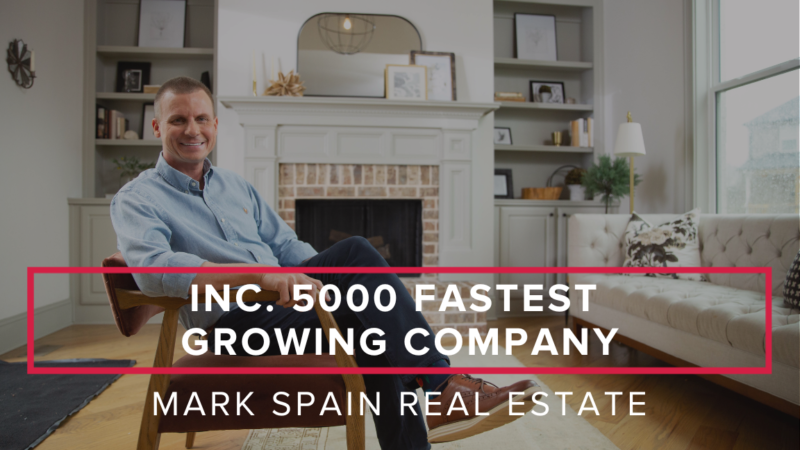 INC. 5000 FASTEST
GROWING COMPANY
MARK SPAIN REAL ESTATE